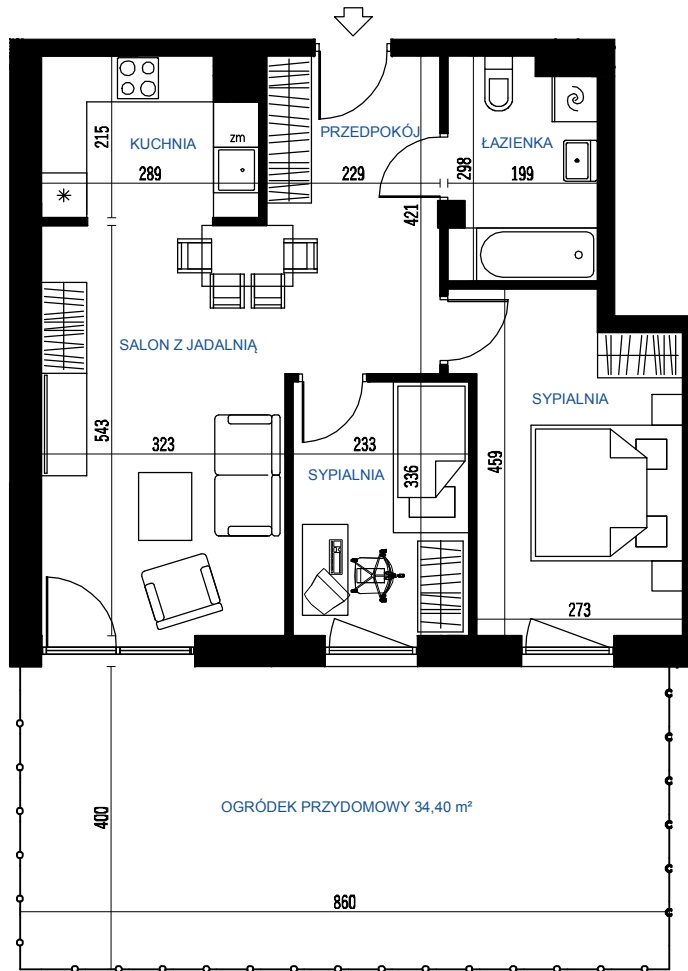 PRZEDPOKÓJ
KUCHNIA
ŁAZIENKA
zm
215
289
229
298
199
421
SALON Z JADALNIĄ
SYPIALNIA
543
323
233
336
459
SYPIALNIA
273
OGRÓDEK PRZYDOMOWY 34,40 m²
400
860